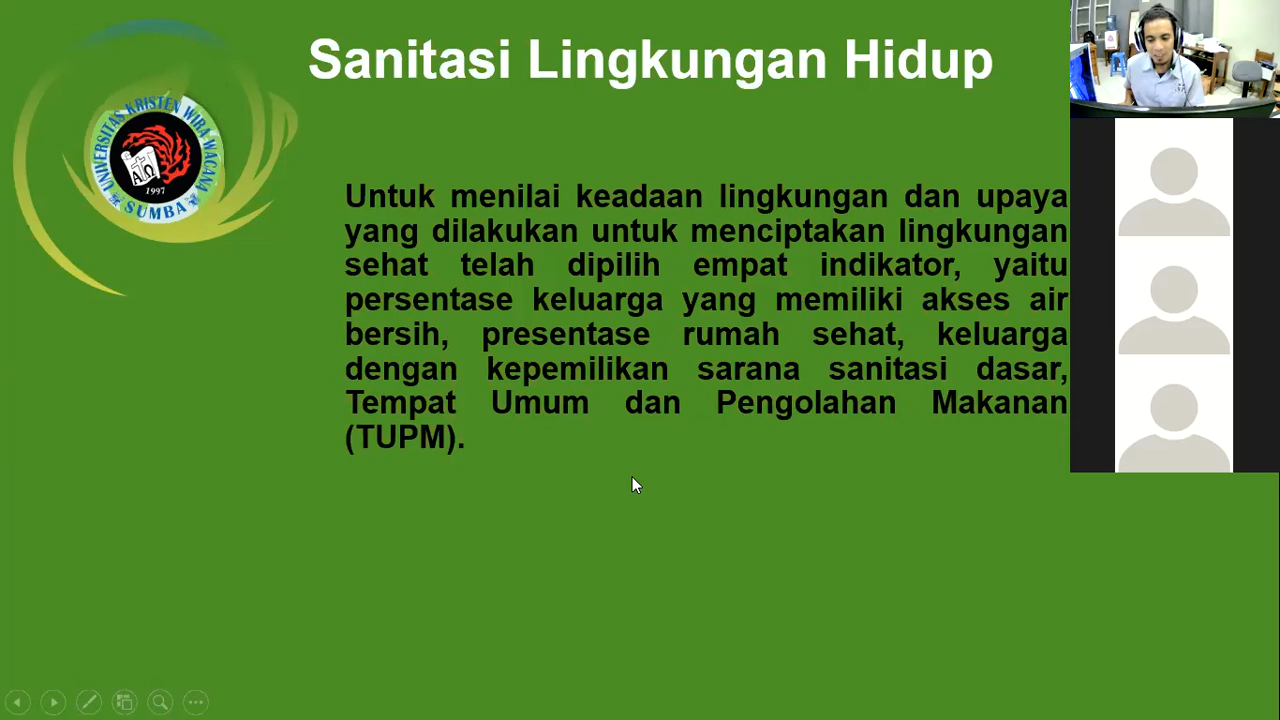 Sanitasi Lingkungan Hidup
UNIVERSITAS KRISTEN WIRA WACANA
SUMBA
A Ω
1997
Untuk menilai keadaan lingkungan dan upaya
yang dilakukan untuk menciptakan lingkungan
sehat telah dipilih empat indikator, yaitu
persentase keluarga yang memiliki akses air
bersih, presentase rumah sehat, keluarga
dengan kepemilikan sarana sanitasi dasar,
Tempat Umum dan Pengolahan Makanan
(TUPM).